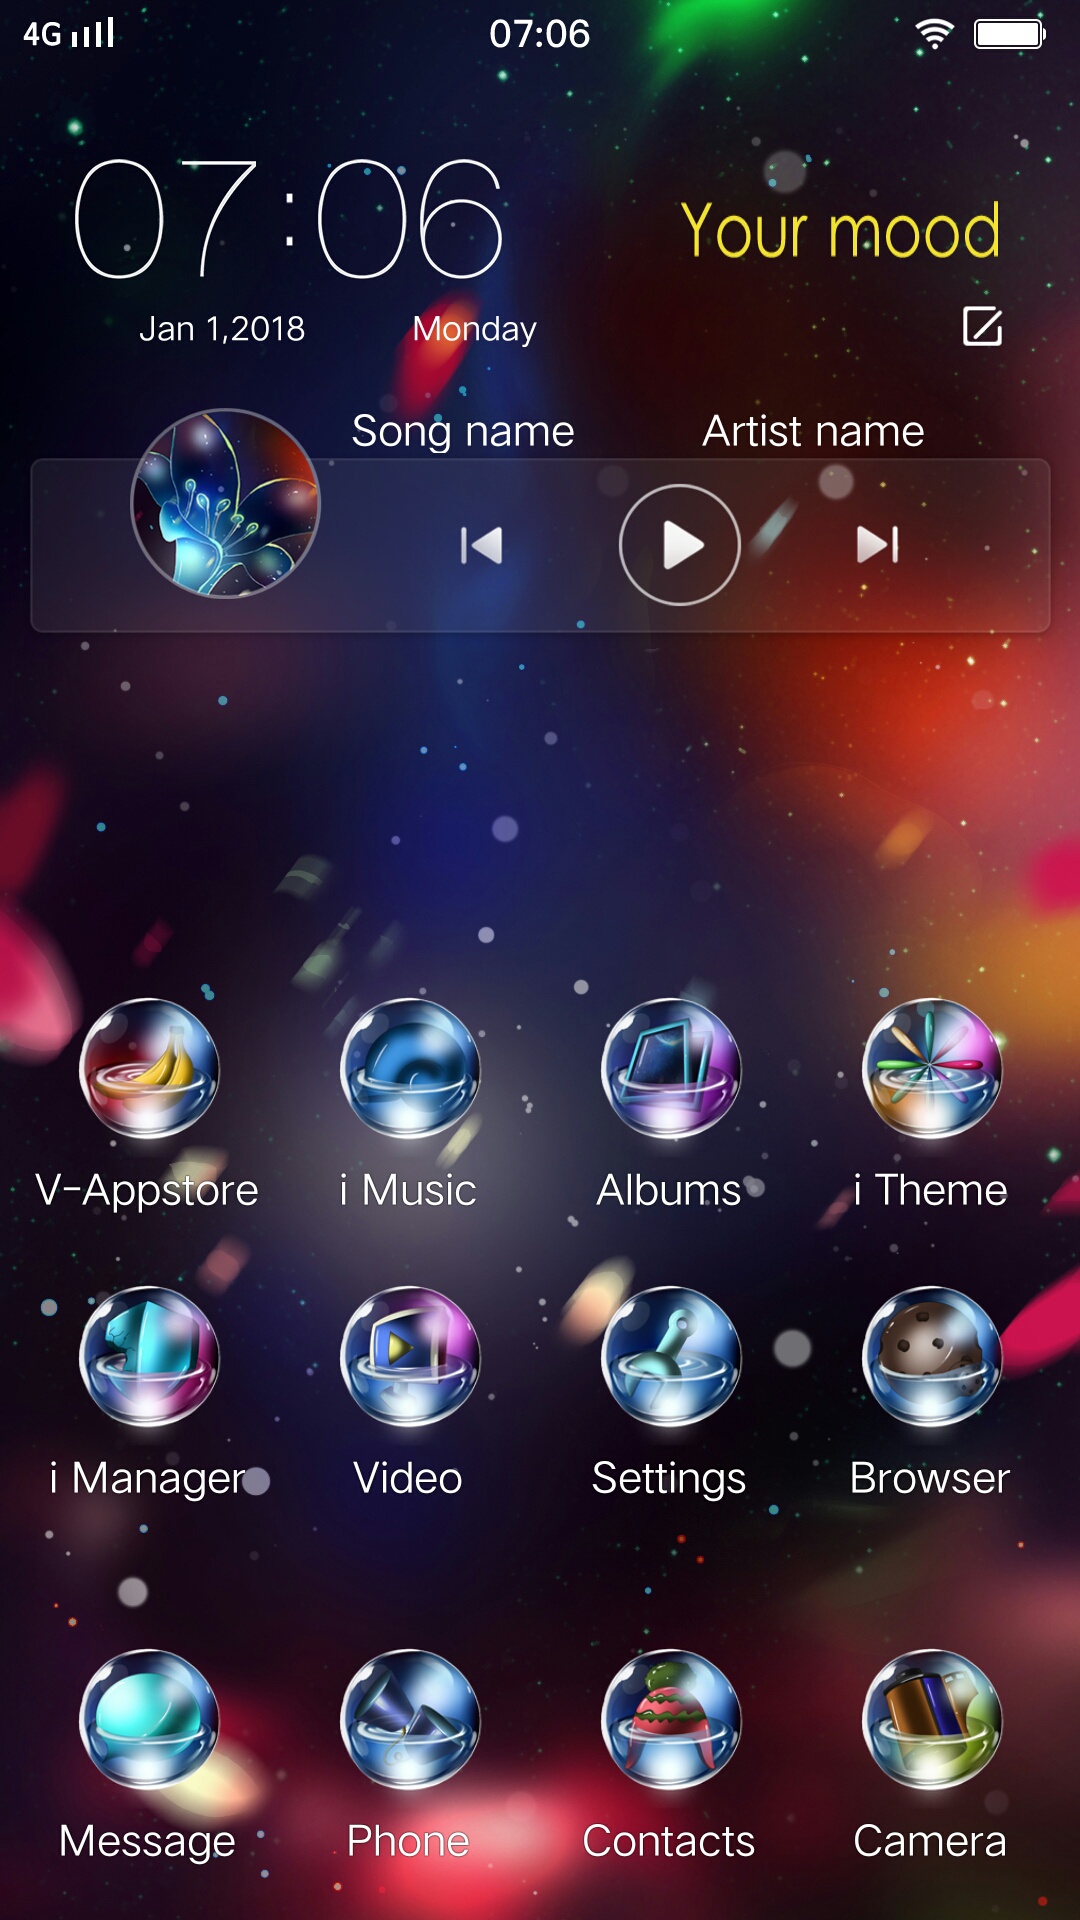 4G 07:06
07:06
Your mood
Jan 1,2018 Monday
Song name Artist name
V-Appstore i Music Albums i Theme
i Manager Video Settings Browser
Message Phone Contacts Camera